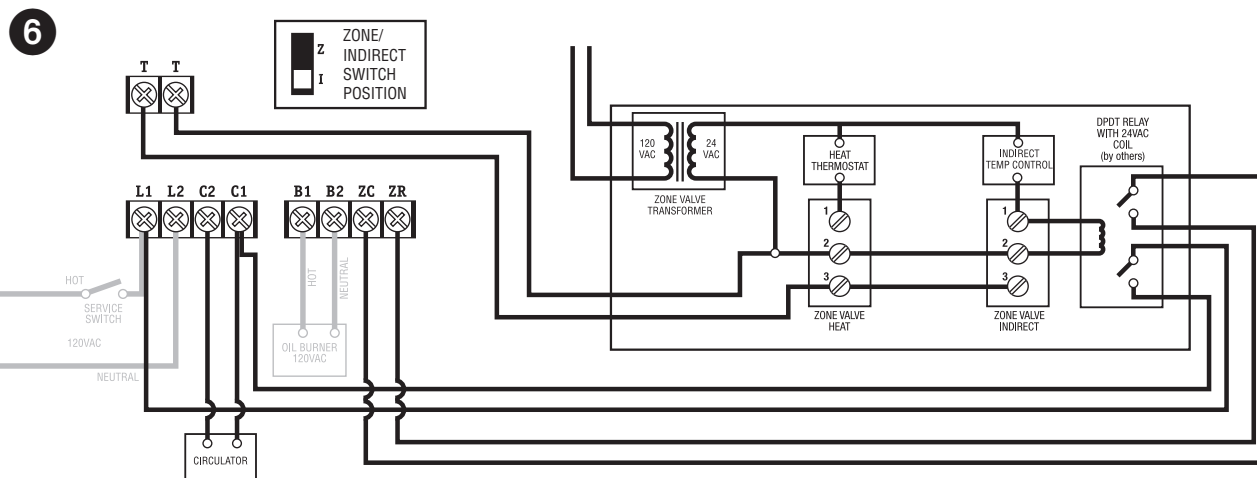 6
ZONE/
INDIRECT
SWITCH
POSITION
Z
I
T T
L1 L2 C2 C1 B1 B2 ZC ZR
HOT
SERVICE
SWITCH
120VAC
NEUTRAL
HOT
NEUTRAL
OIL BURNER
120VAC
CIRCULATOR
120
VAC
24
VAC
ZONE VALVE
TRANSFORMER
HEAT
THERMOSTAT
1
2
3
ZONE VALVE
HEAT
INDIRECT
TEMP CONTROL
1
2
3
ZONE VALVE
INDIRECT
DPDT RELAY
WITH 24VAC
COIL
(by others)